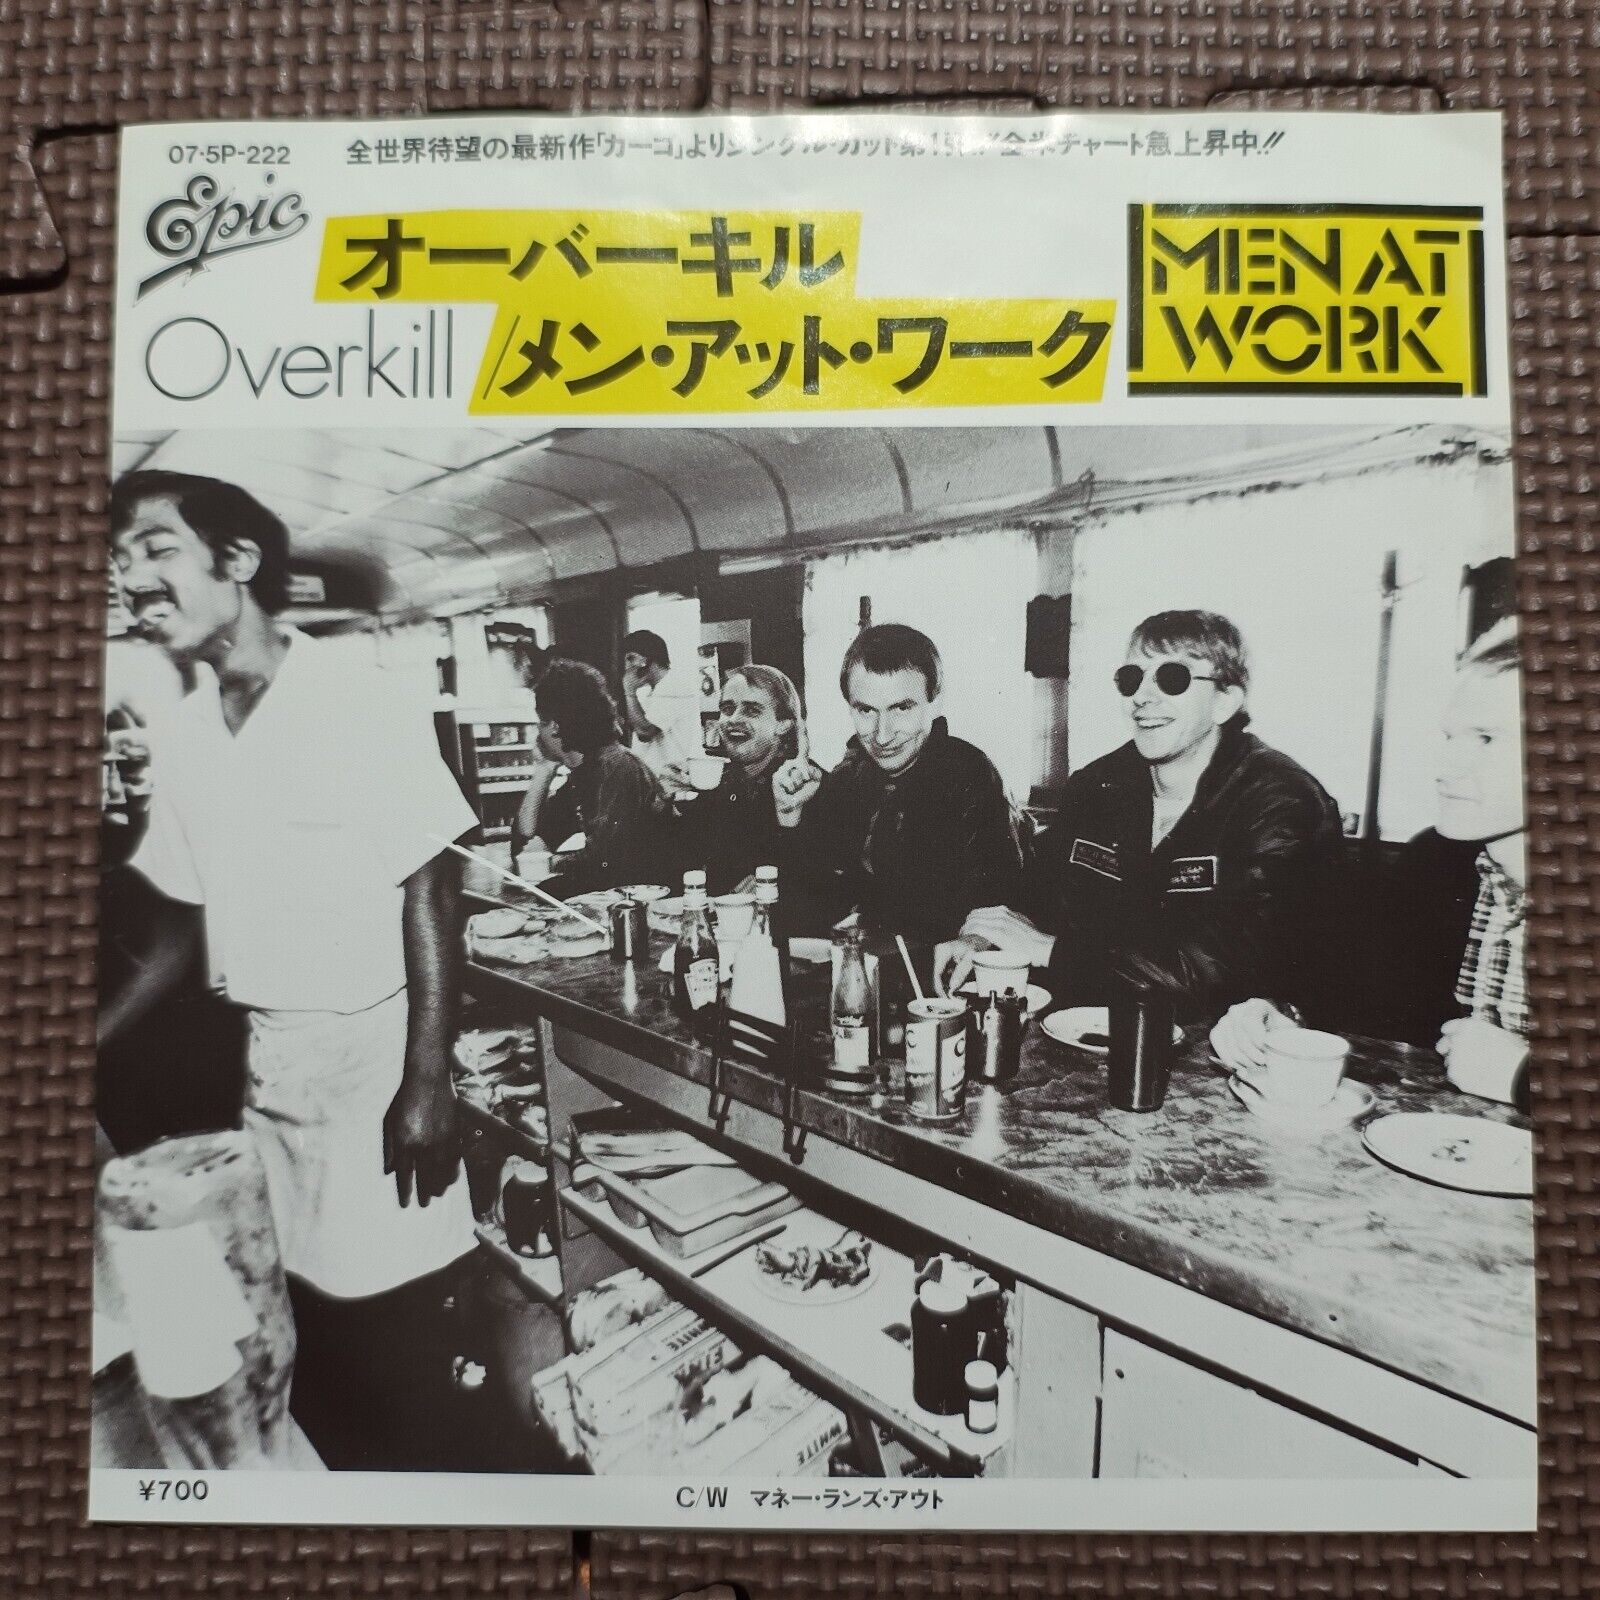 07・5P-222
全世界待望の最新作「カーゴ」よりシングル・カット第1弾!!全米チャート急上昇中!!
Epic
オーバーキル
Overkill
/メン・アット・ワーク
MEN AT
WORK
WHITE
WHITE
¥700
C/W マネー・ランズ・アウト